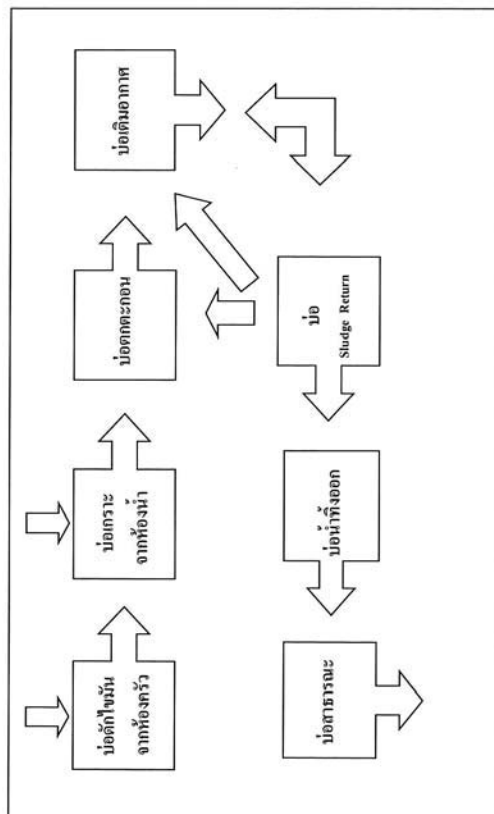 บ่อดักไขมัน
จากห้องครัว
บ่อเกราะ
จากห้องน้ำ
บ่อตกตะกอน
บ่อเติมอากาศ
บ่อ
Sludge Return
บ่อน้ำทิ้งออก
บ่อสาธารณะ